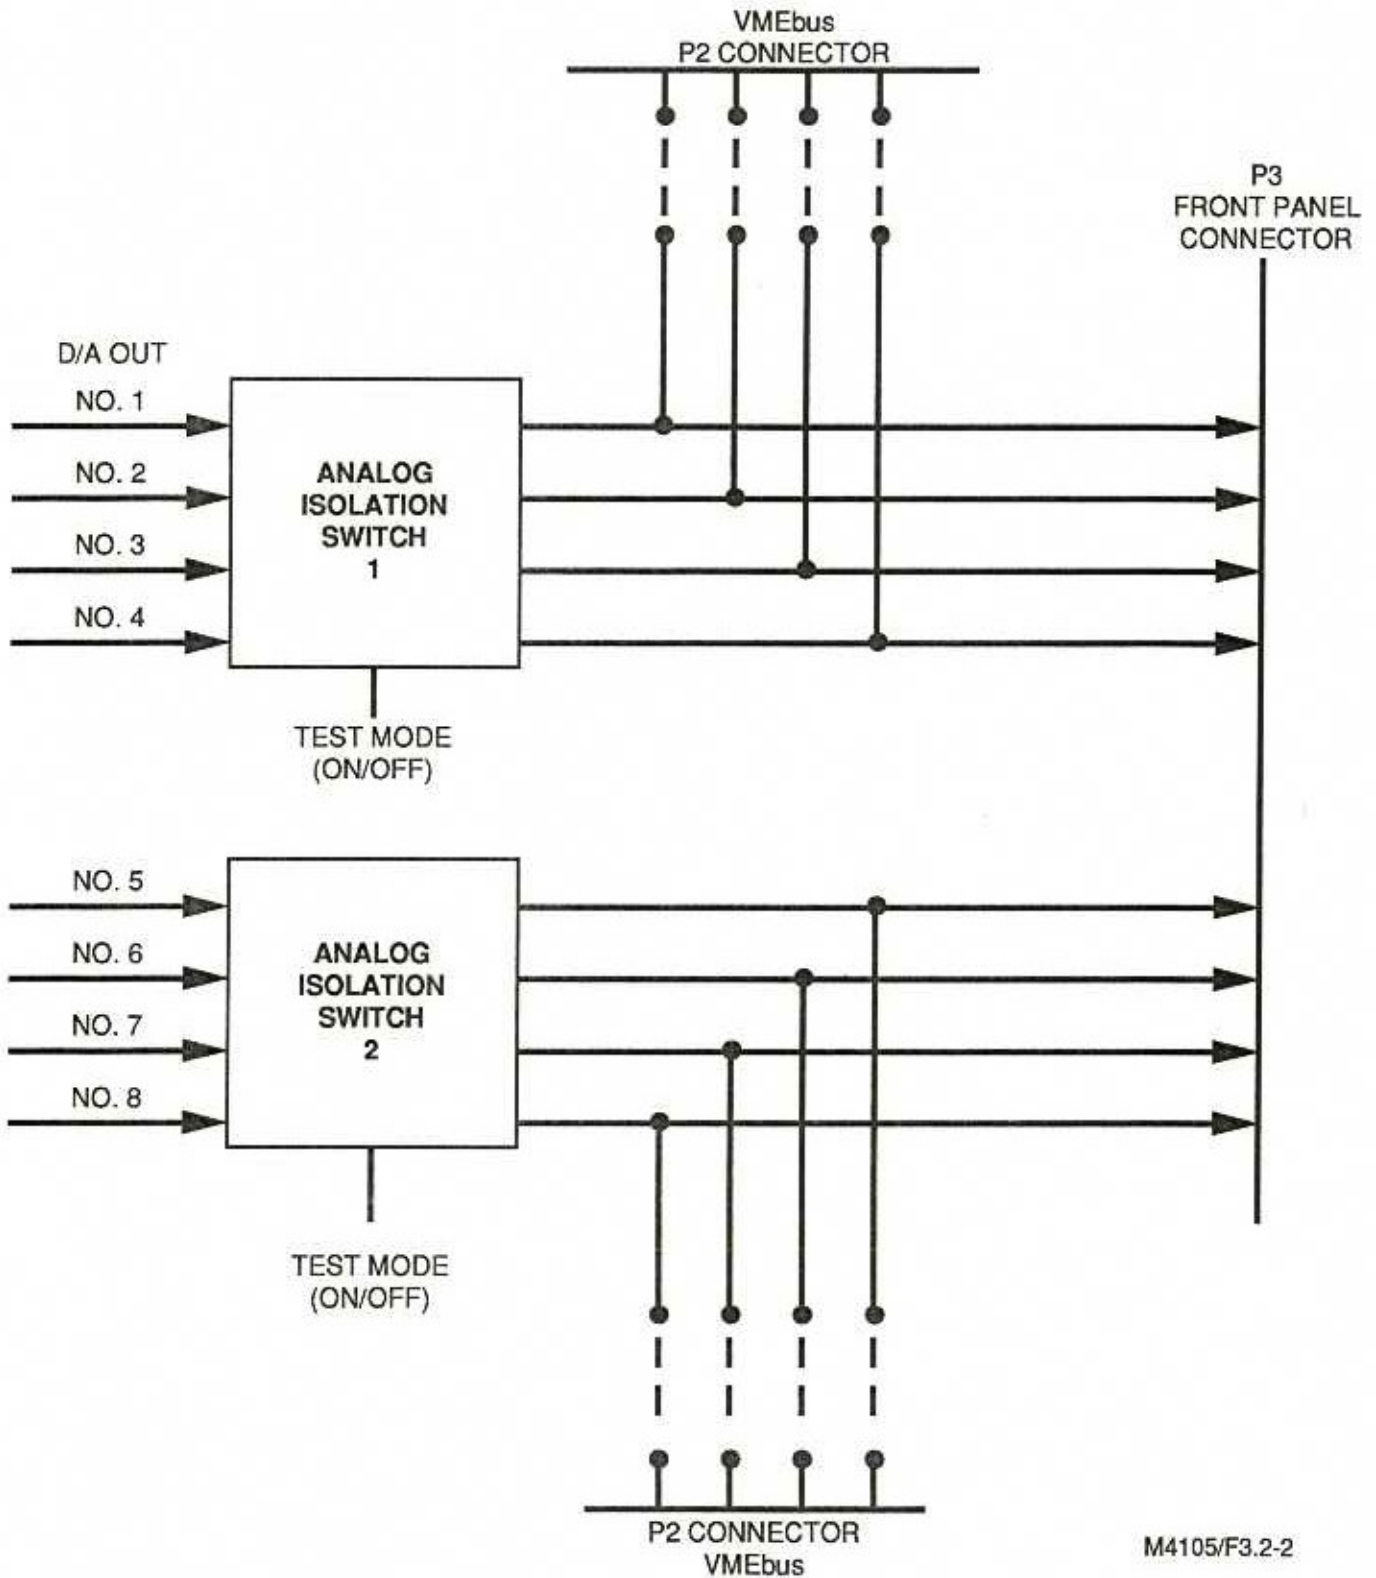 VMEbus
P2 CONNECTOR
P3
FRONT PANEL
CONNECTOR
D/A OUT
NO. 1
NO. 2
NO. 3
NO. 4
ANALOG
ISOLATION
SWITCH
1
TEST MODE
(ON/OFF)
NO. 5
NO. 6
NO. 7
NO. 8
ANALOG
ISOLATION
SWITCH
2
TEST MODE
(ON/OFF)
P2 CONNECTOR
VMEbus
M4105/F3.2-2